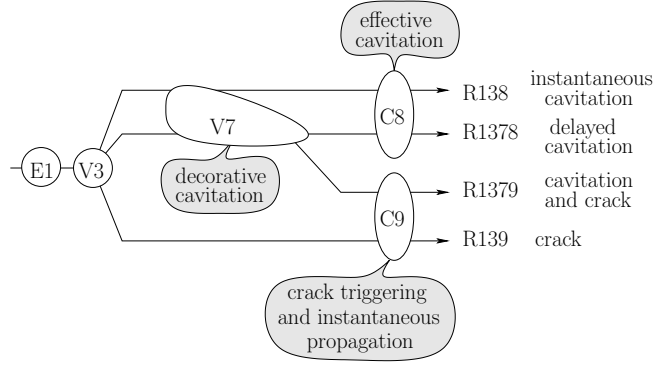 effective
cavitation
E1
V3
V7
decorative
cavitation
C8
C9
R138
instantaneous
cavitation
R1378
delayed
cavitation
R1379
cavitation
and crack
R139
crack
crack triggering
and instantaneous
propagation